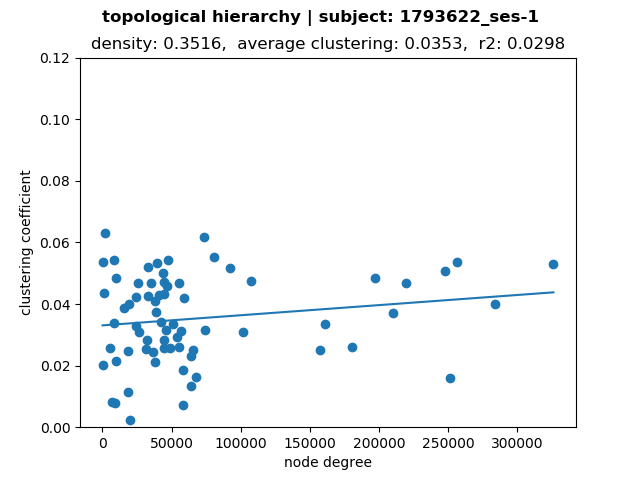 topological hierarchy | subject: 1793622_ses-1
density: 0.3516,  average clustering: 0.0353,  r2: 0.0298
0.12
0.10
0.08
0.06
0.04
0.02
0.00
clustering coefficient
0 50000 100000 150000 200000 250000 300000
node degree